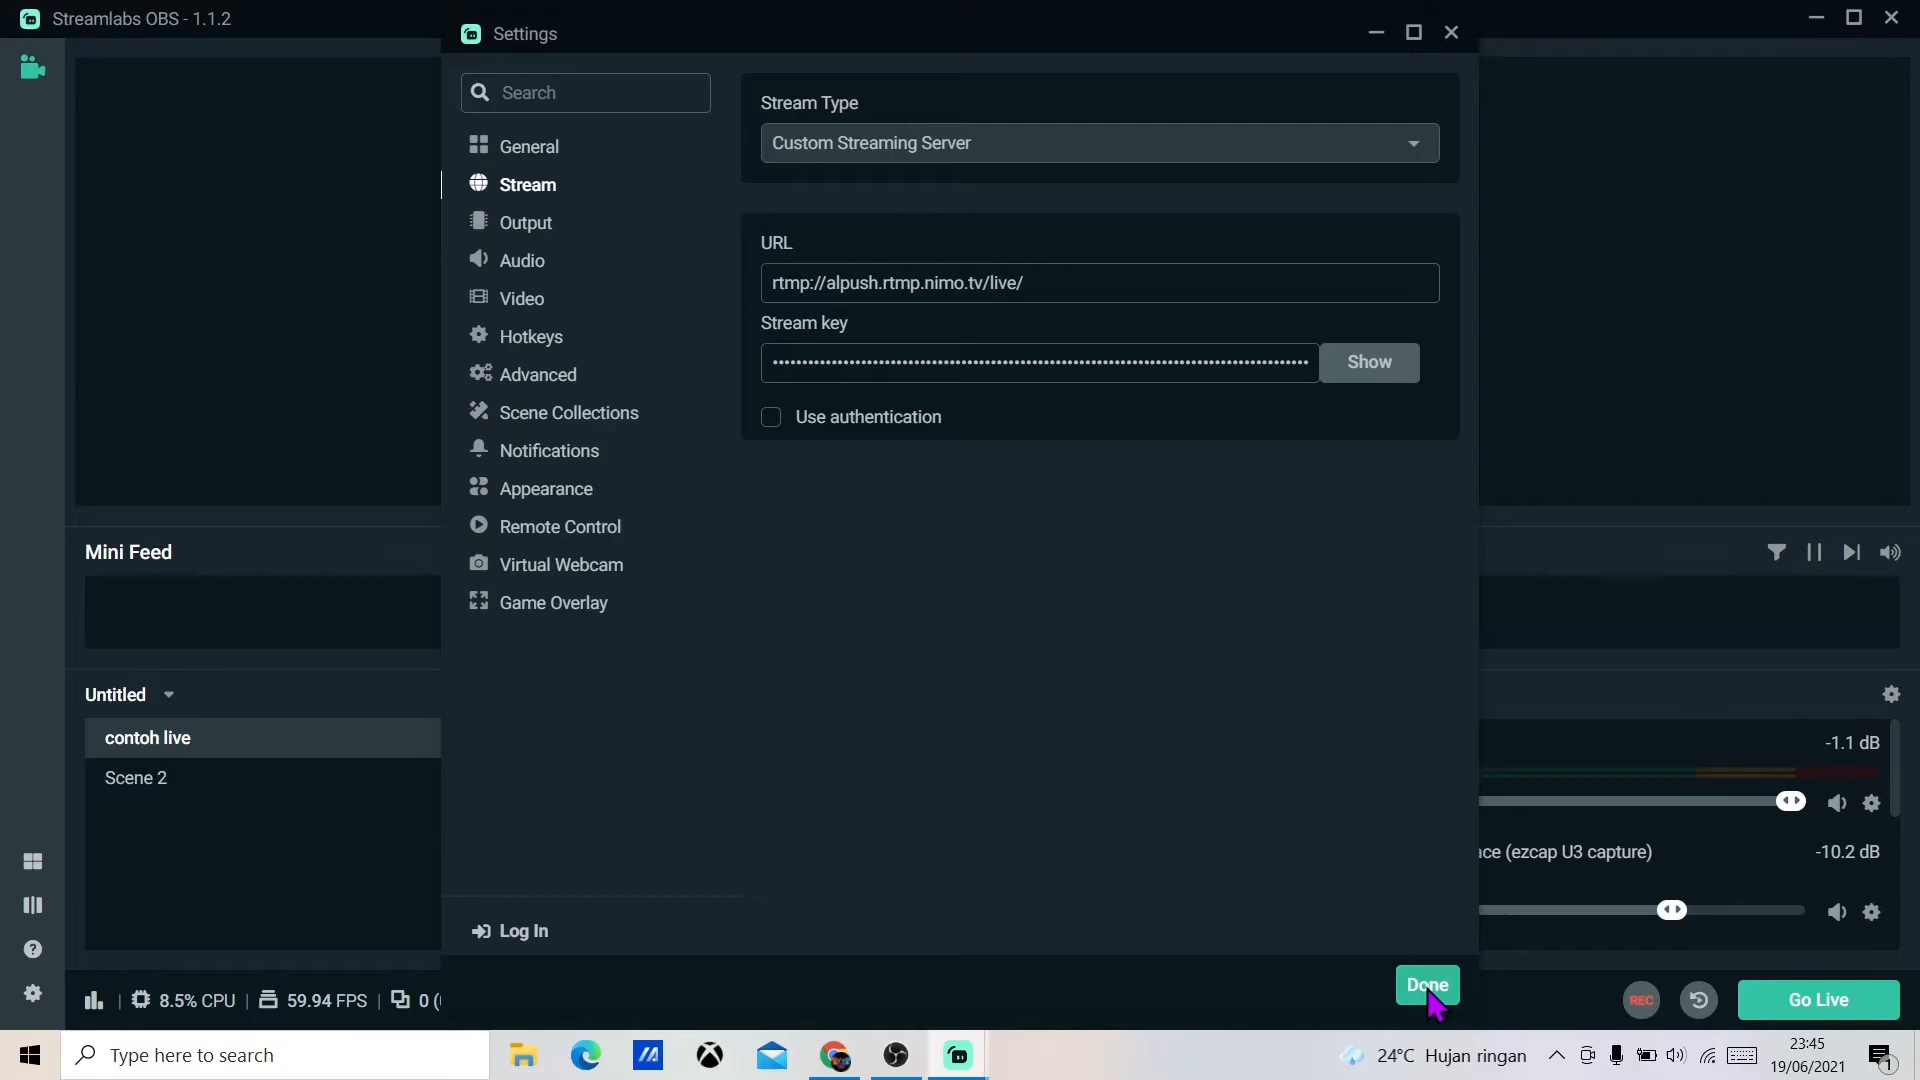 Streamlabs OBS - 1.1.2
Settings
Search
General
Stream
Output
Audio
Video
Hotkeys
Advanced
Scene Collections
Notifications
Appearance
Remote Control
Virtual Webcam
Game Overlay
Log In
Stream Type
Custom Streaming Server
URL
rtmp://alpush.rtmp.nimo.tv/live/
Stream key
Show
Use authentication
Done
Mini Feed
Untitled
contoh live
Scene 2
-1.1 dB
(ezcap U3 capture)
-10.2 dB
8.5% CPU
59.94 FPS
0 (
REC
Go Live
Type here to search
24°C Hujan ringan
23:45
19/06/2021
1